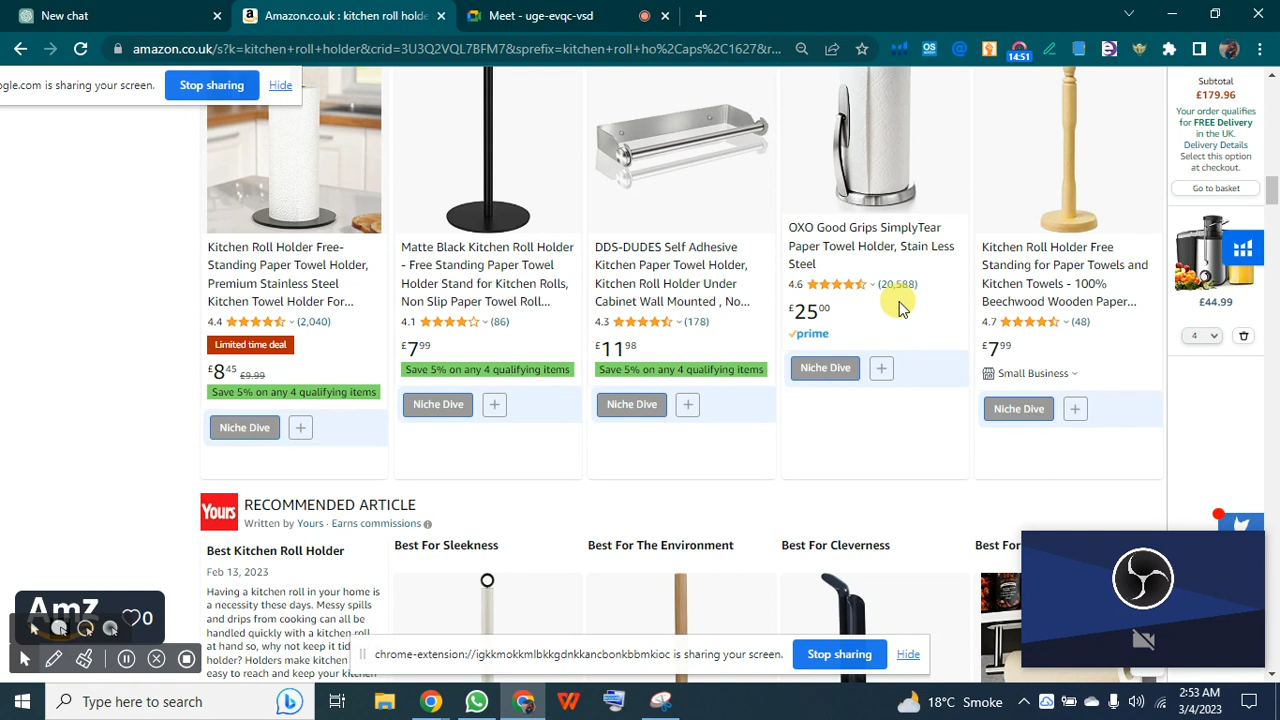 New chat
Amazon.co.uk : kitchen roll holde
Meet - uge-evqc-vsd
amazon.co.uk/s?k=kitchen+roll+holder&crid=3U3Q2VQL7BFM7&sprefix=kitchen+roll+ho%2Caps%2C1627&r...
14:51
ogle.com is sharing your screen.
Stop sharing
Hide
Kitchen Roll Holder Free-
Standing Paper Towel Holder,
Premium Stainless Steel
Kitchen Towel Holder For...
4.4 (2,040)
Limited time deal
£8 45 £9.99
Save 5% on any 4 qualifying items
Niche Dive +
Matte Black Kitchen Roll Holder
- Free Standing Paper Towel
Holder Stand for Kitchen Rolls,
Non Slip Paper Towel Roll...
4.1 (86)
£7 99
Save 5% on any 4 qualifying items
Niche Dive +
DDS-DUDES Self Adhesive
Kitchen Paper Towel Holder,
Kitchen Roll Holder Under
Cabinet Wall Mounted , No...
4.3 (178)
£11 98
Save 5% on any 4 qualifying items
Niche Dive +
OXO Good Grips SimplyTear
Paper Towel Holder, Stain Less
Steel
4.6 (20,588)
£25 00
prime
Niche Dive +
Kitchen Roll Holder Free
Standing for Paper Towels and
Kitchen Towels - 100%
Beechwood Wooden Paper...
4.7 (48)
£7 99
Small Business
Niche Dive +
Subtotal
£179.96
Your order qualifies
for FREE Delivery
in the UK.
Delivery Details
Select this option
at checkout.
Go to basket
£44.99
4
Yours
RECOMMENDED ARTICLE
Written by Yours · Earns commissions
Best Kitchen Roll Holder
Feb 13, 2023
Having a kitchen roll in your home is
a necessity these days. Messy spills
and drips from cooking can all be
handled quickly with a kitchen roll
at hand so, why not keep it tid
holder? Holders make kitchen
easy to reach and keep your kitchen
Best For Sleekness
Best For The Environment
Best For Cleverness
Best For
AmZ
0
chrome-extension://igkkmokkmlbkkgdnkkancbonkbbmkioc is sharing your screen.
Stop sharing
Hide
Type here to search
18°C Smoke
2:53 AM
3/4/2023